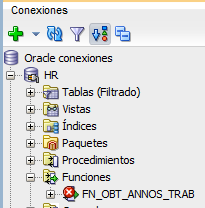 Conexiones
Oracle conexiones
HR
Tablas (Filtrado)
Vistas
Índices
Paquetes
Procedimientos
Funciones
FN_OBT_ANNOS_TRAB